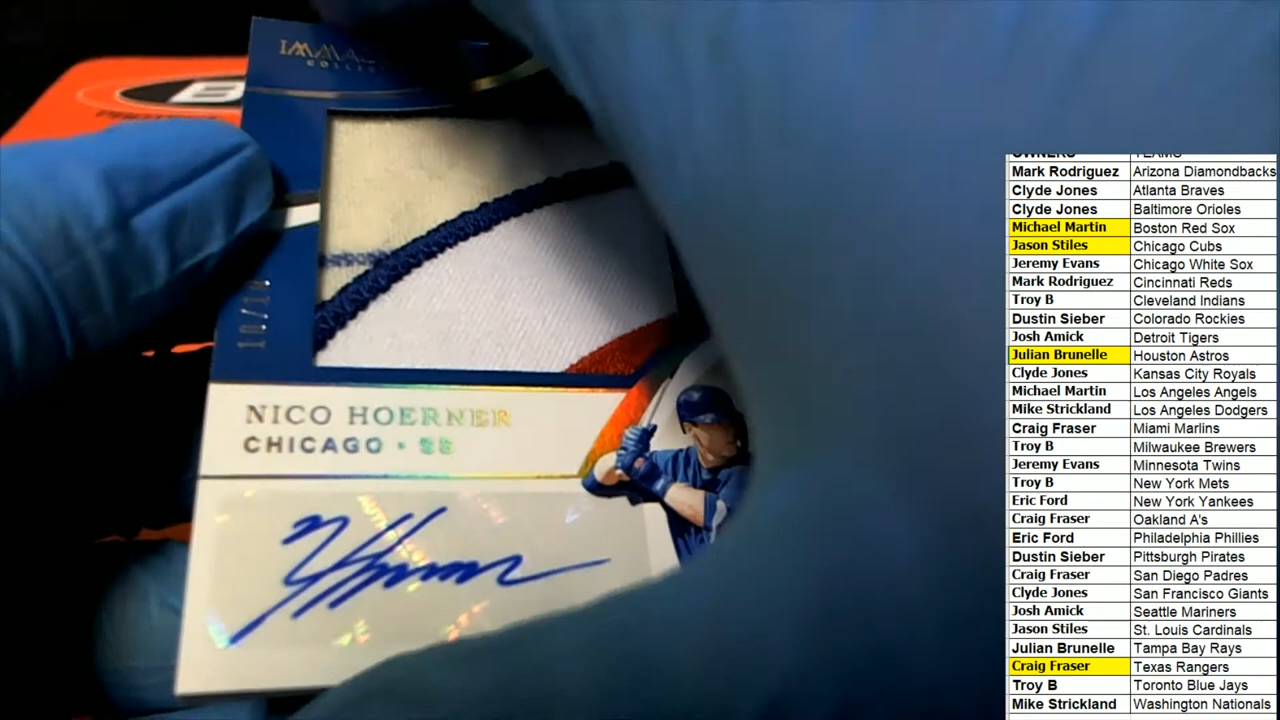 NICO HOERNER
CHICAGO • SS
10/10
OWNERS TEAMS
Mark Rodriguez Arizona Diamondbacks
Clyde Jones Atlanta Braves
Clyde Jones Baltimore Orioles
Michael Martin Boston Red Sox
Jason Stiles Chicago Cubs
Jeremy Evans Chicago White Sox
Mark Rodriguez Cincinnati Reds
Troy B Cleveland Indians
Dustin Sieber Colorado Rockies
Josh Amick Detroit Tigers
Julian Brunelle Houston Astros
Clyde Jones Kansas City Royals
Michael Martin Los Angeles Angels
Mike Strickland Los Angeles Dodgers
Craig Fraser Miami Marlins
Troy B Milwaukee Brewers
Jeremy Evans Minnesota Twins
Troy B New York Mets
Eric Ford New York Yankees
Craig Fraser Oakland A's
Eric Ford Philadelphia Phillies
Dustin Sieber Pittsburgh Pirates
Craig Fraser San Diego Padres
Clyde Jones San Francisco Giants
Josh Amick Seattle Mariners
Jason Stiles St. Louis Cardinals
Julian Brunelle Tampa Bay Rays
Craig Fraser Texas Rangers
Troy B Toronto Blue Jays
Mike Strickland Washington Nationals